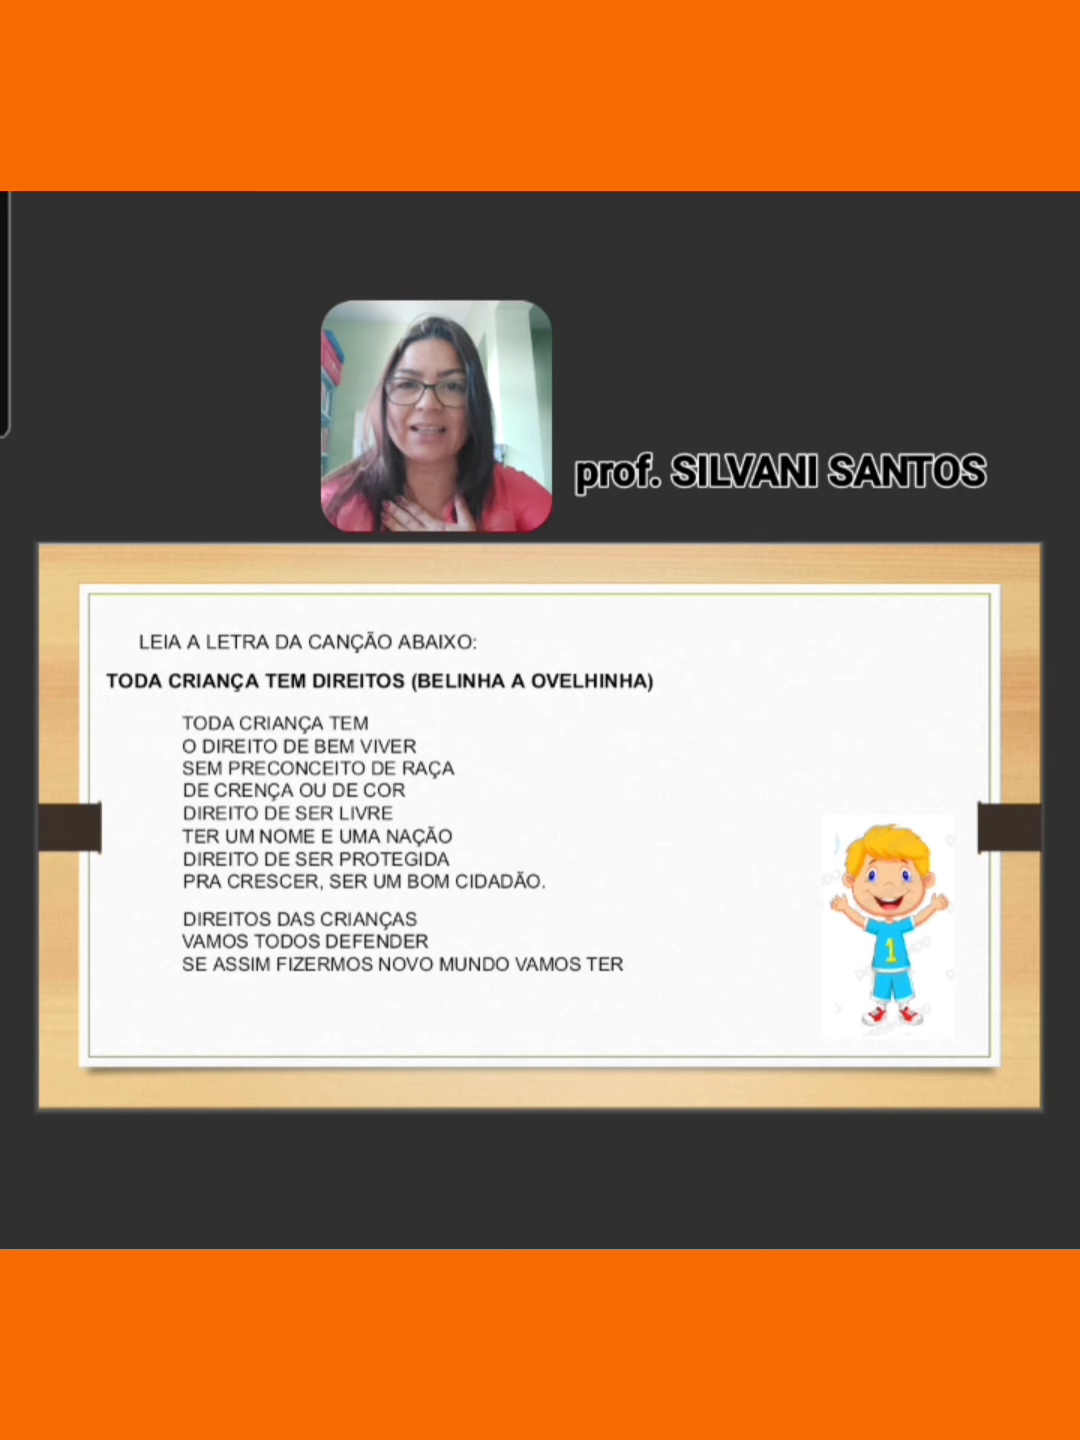 prof. SILVANI SANTOS
LEIA A LETRA DA CANÇÃO ABAIXO:
TODA CRIANÇA TEM DIREITOS (BELINHA A OVELHINHA)
TODA CRIANÇA TEM
O DIREITO DE BEM VIVER
SEM PRECONCEITO DE RAÇA
DE CRENÇA OU DE COR
DIREITO DE SER LIVRE
TER UM NOME E UMA NAÇÃO
DIREITO DE SER PROTEGIDA
PRA CRESCER, SER UM BOM CIDADÃO.
DIREITOS DAS CRIANÇAS
VAMOS TODOS DEFENDER
SE ASSIM FIZERMOS NOVO MUNDO VAMOS TER
1